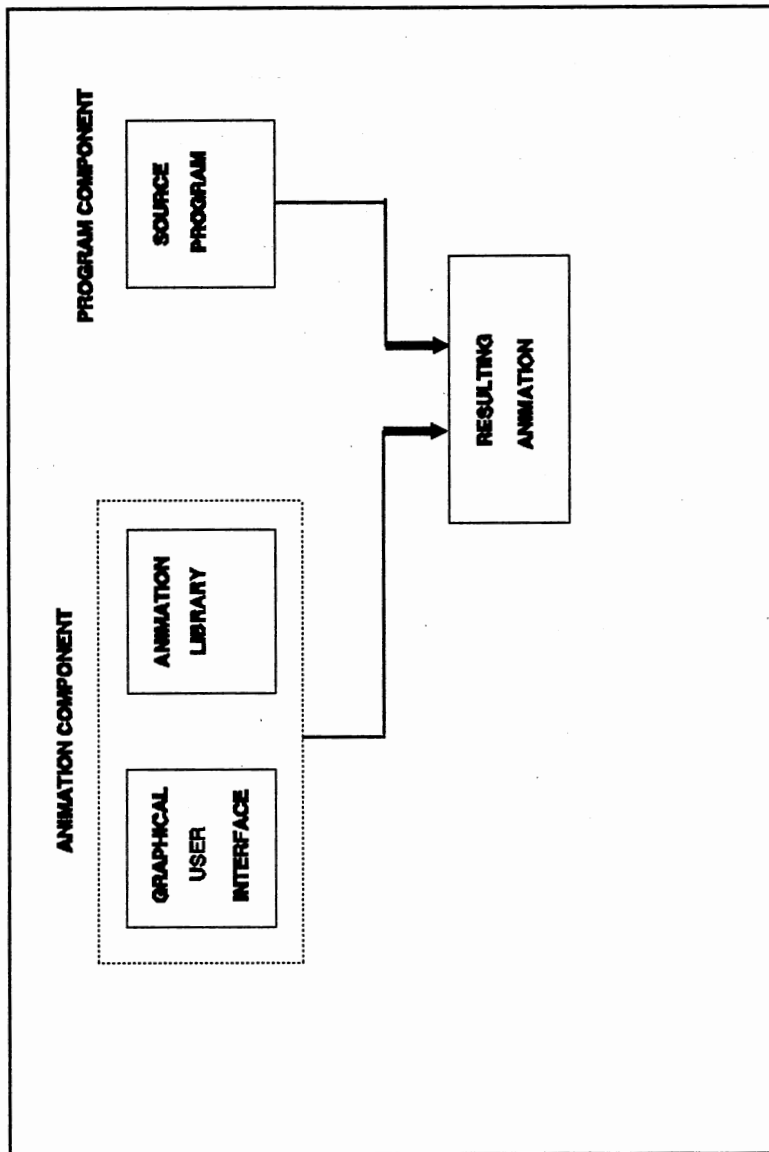 ANIMATION COMPONENT
GRAPHICAL
USER
INTERFACE
ANIMATION
LIBRARY
PROGRAM COMPONENT
SOURCE
PROGRAM
RESULTING
ANIMATION